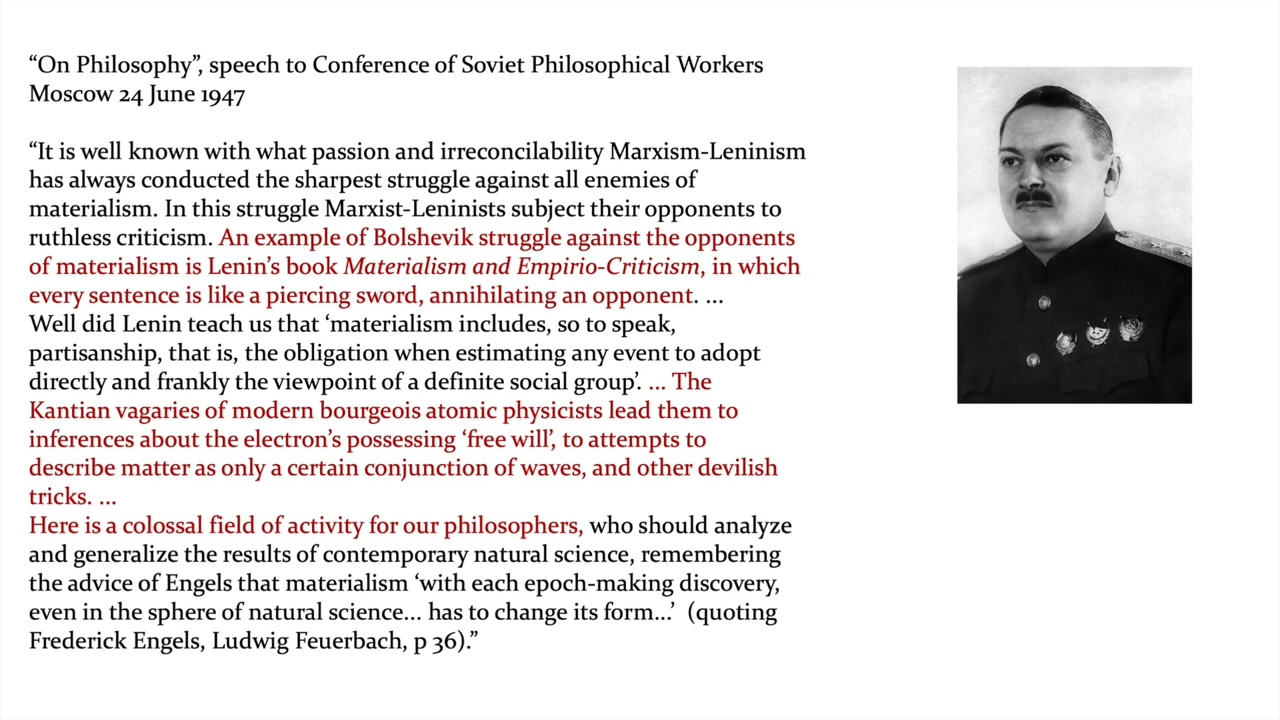 “On Philosophy”, speech to Conference of Soviet Philosophical Workers
Moscow 24 June 1947
“It is well known with what passion and irreconcilability Marxism-Leninism
has always conducted the sharpest struggle against all enemies of
materialism. In this struggle Marxist-Leninists subject their opponents to
ruthless criticism. An example of Bolshevik struggle against the opponents
of materialism is Lenin’s book Materialism and Empirio-Criticism, in which
every sentence is like a piercing sword, annihilating an opponent. …
Well did Lenin teach us that ‘materialism includes, so to speak,
partisanship, that is, the obligation when estimating any event to adopt
directly and frankly the viewpoint of a definite social group’. … The
Kantian vagaries of modern bourgeois atomic physicists lead them to
inferences about the electron’s possessing ‘free will’, to attempts to
describe matter as only a certain conjunction of waves, and other devilish
tricks. …
Here is a colossal field of activity for our philosophers, who should analyze
and generalize the results of contemporary natural science, remembering
the advice of Engels that materialism ‘with each epoch-making discovery,
even in the sphere of natural science… has to change its form…’ (quoting
Frederick Engels, Ludwig Feuerbach, p 36).”